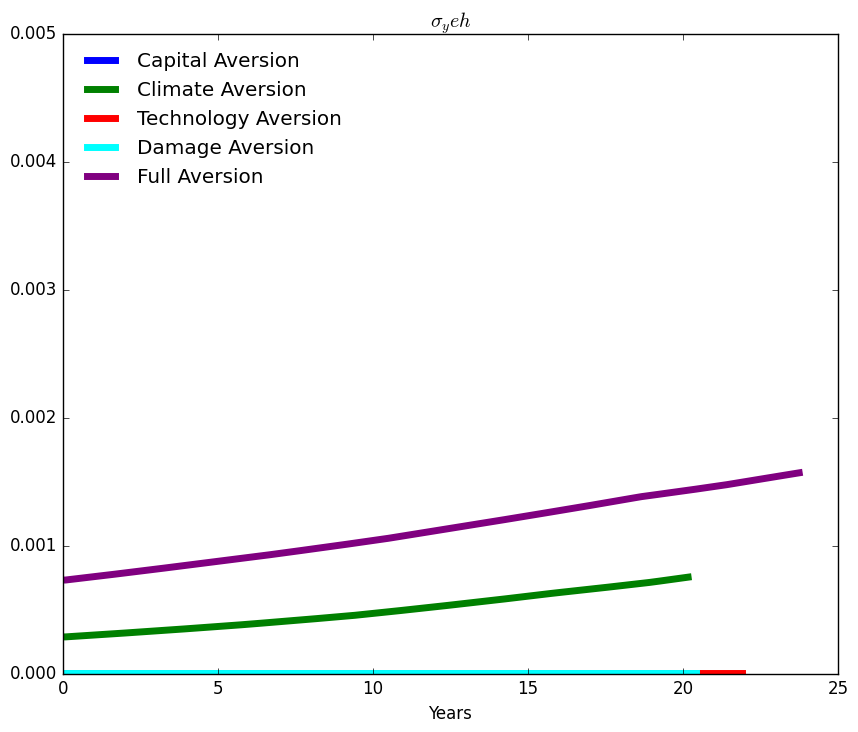 σ_y eh
0.005
Capital Aversion
Climate Aversion
Technology Aversion
Damage Aversion
Full Aversion
0.004
0.003
0.002
0.001
0.000
0 5 10 15 20 25
Years